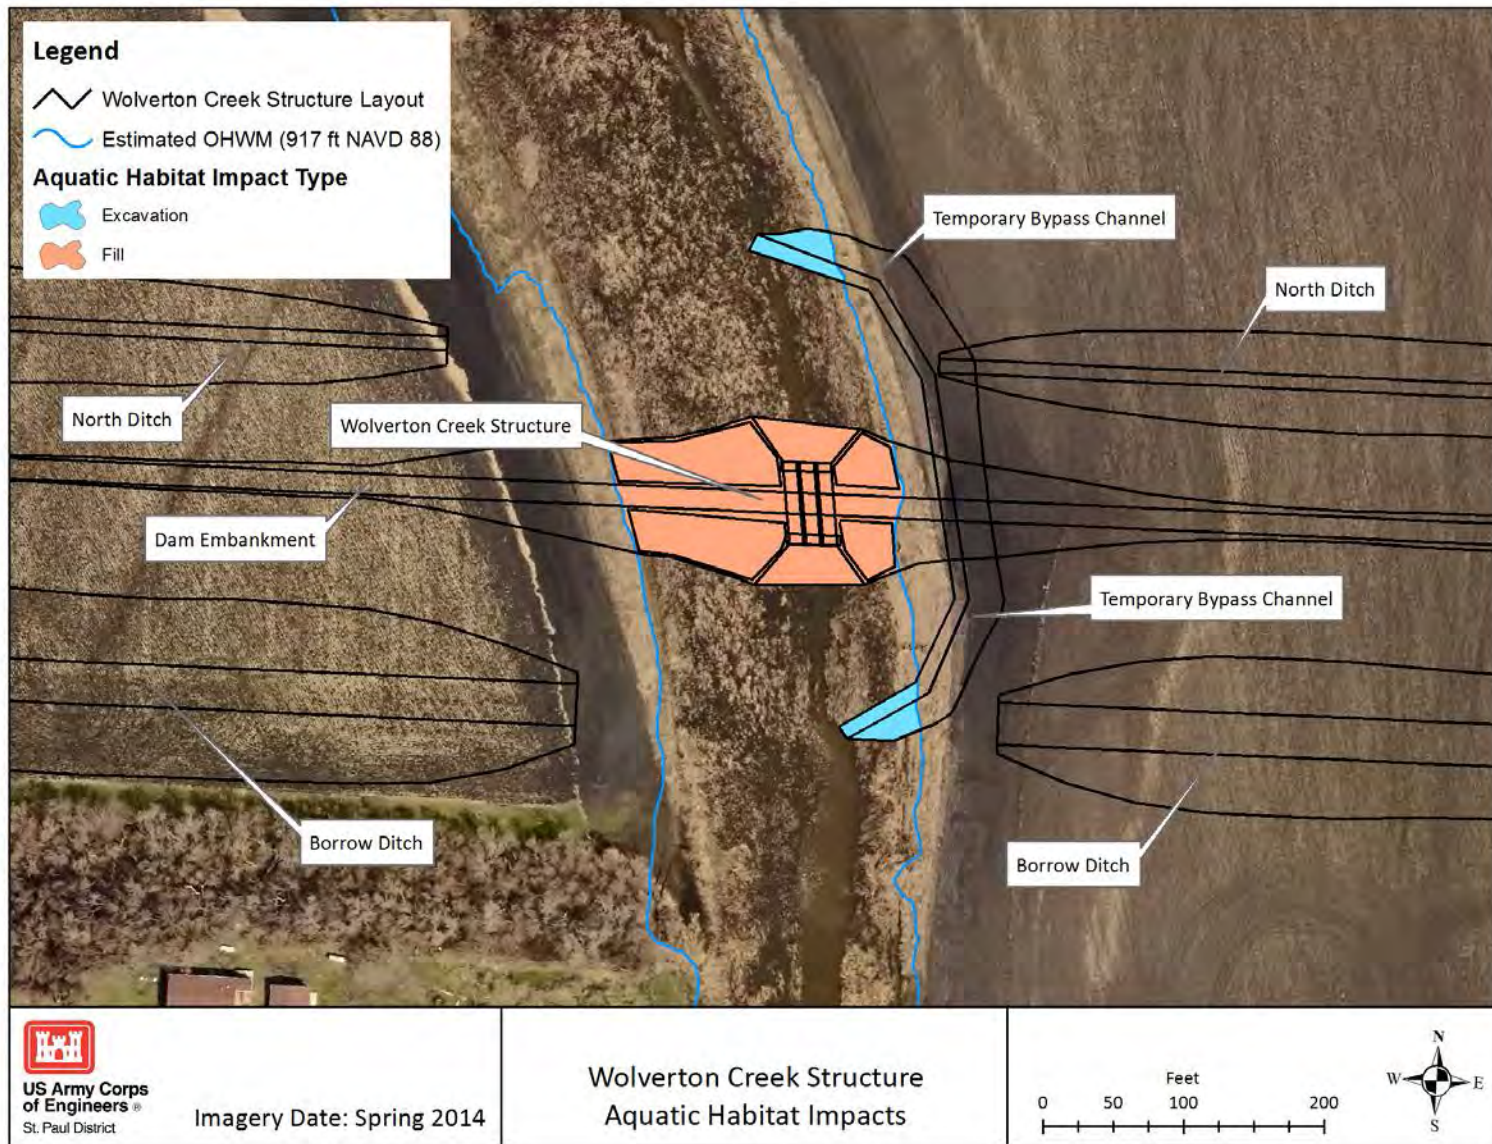 Legend
Wolverton Creek Structure Layout
Estimated OHWM (917 ft NAVD 88)
Aquatic Habitat Impact Type
Excavation
Fill
Temporary Bypass Channel
North Ditch
North Ditch
Wolverton Creek Structure
Dam Embankment
Temporary Bypass Channel
Borrow Ditch
Borrow Ditch
US Army Corps
of Engineers ®
St. Paul District
Imagery Date: Spring 2014
Wolverton Creek Structure
Aquatic Habitat Impacts
Feet
0 50 100 200
N
W E
S